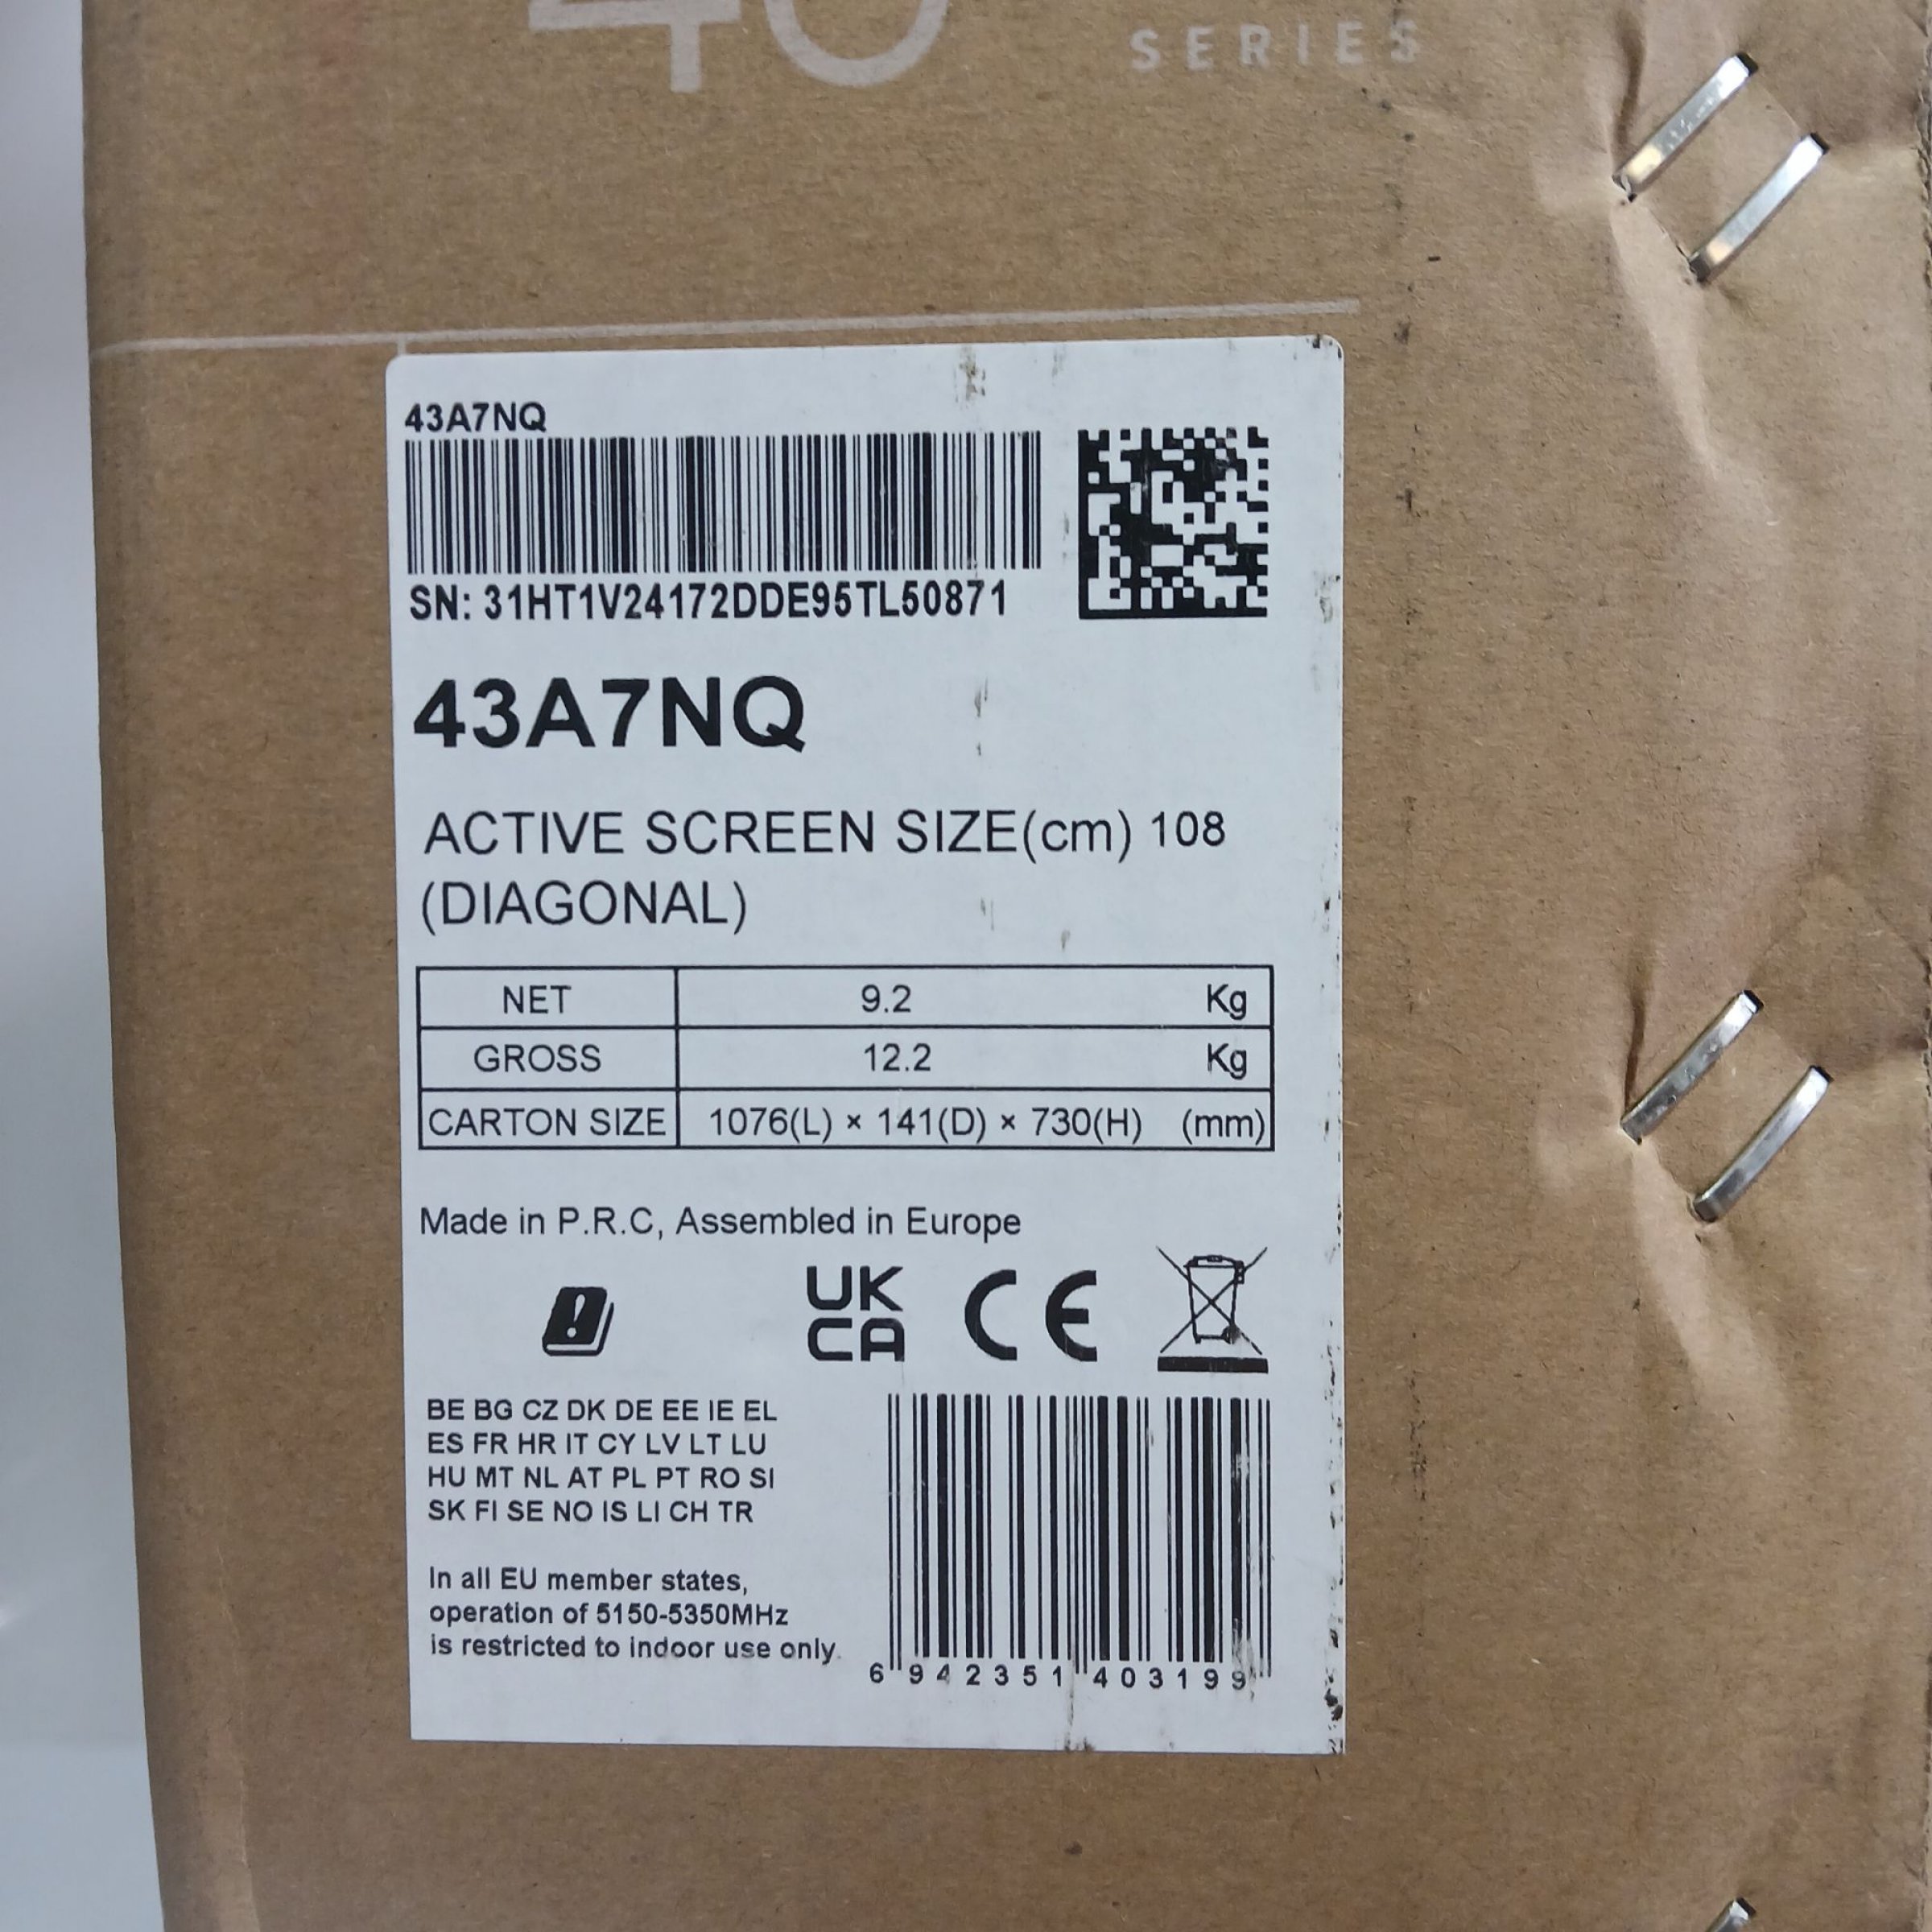 SERIES
43A7NQ
SN: 31HT1V24172DDE95TL50871
43A7NQ
ACTIVE SCREEN SIZE(cm) 108
(DIAGONAL)
NET 9.2 Kg
GROSS 12.2 Kg
CARTON SIZE 1076(L) × 141(D) × 730(H) (mm)
Made in P.R.C, Assembled in Europe
UK
CA CE
BE BG CZ DK DE EE IE EL
ES FR HR IT CY LV LT LU
HU MT NL AT PL PT RO SI
SK FI SE NO IS LI CH TR
In all EU member states,
operation of 5150-5350MHz
is restricted to indoor use only.
6 942351 403199